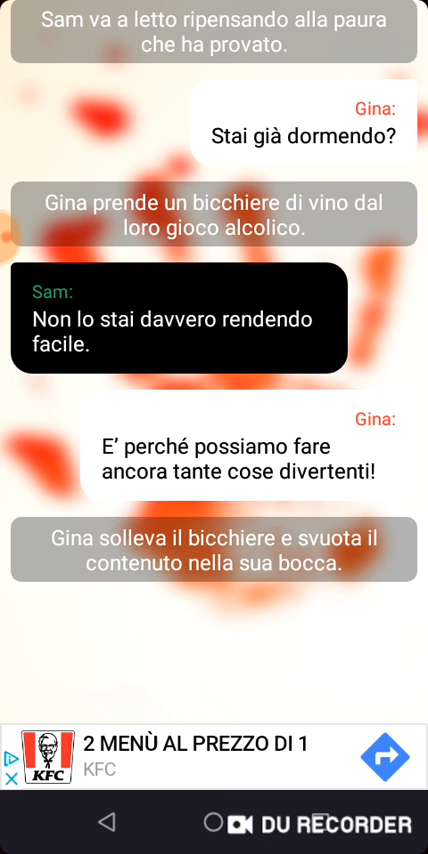 Sam va a letto ripensando alla paura
che ha provato.
Gina:
Stai già dormendo?
Gina prende un bicchiere di vino dal
loro gioco alcolico.
Sam:
Non lo stai davvero rendendo
facile.
Gina:
E’ perché possiamo fare
ancora tante cose divertenti!
Gina solleva il bicchiere e svuota il
contenuto nella sua bocca.
2 MENÙ AL PREZZO DI 1
KFC
KFC
DU RECORDER